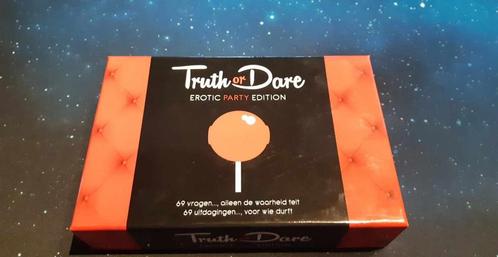 Truth or Dare
EROTIC PARTY EDITION
69 vragen..., alleen de waarheid telt
69 uitdagingen..., voor wie durft
Truth or Dare